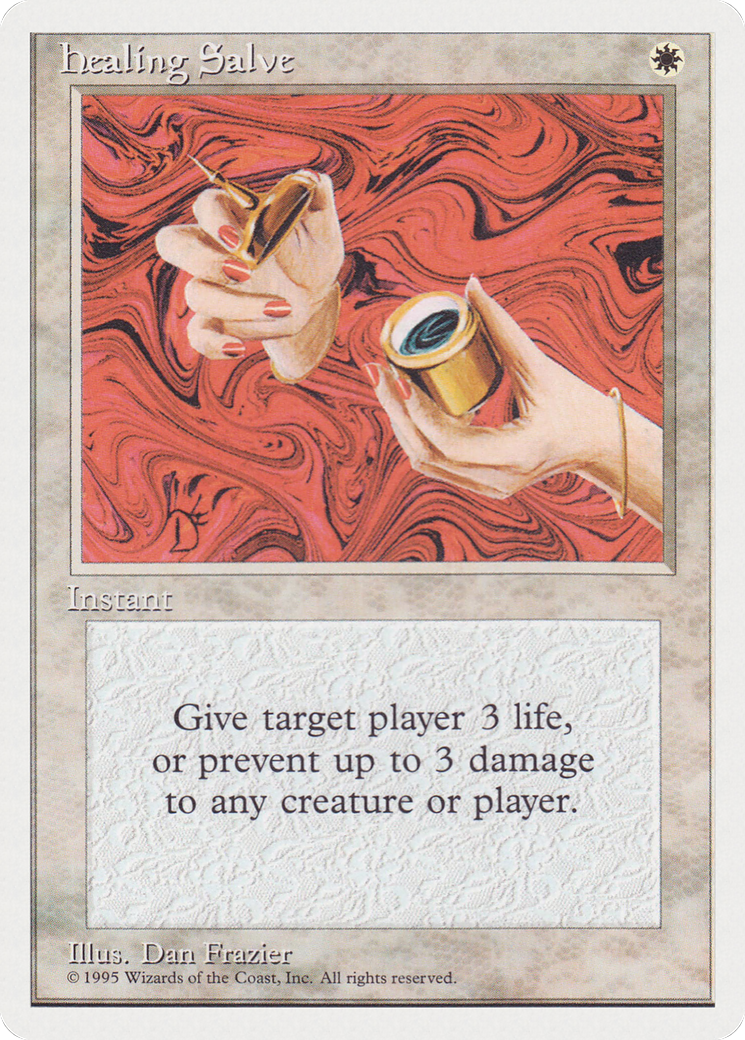 Healing Salve
Instant
Give target player 3 life,
or prevent up to 3 damage
to any creature or player.
Illus. Dan Frazier
© 1995 Wizards of the Coast, Inc. All rights reserved.